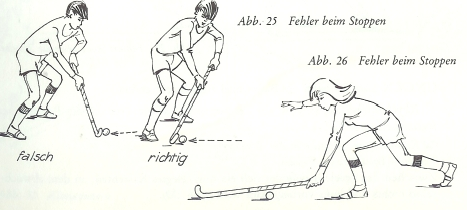 Abb. 25 Fehler beim Stoppen
Abb. 26 Fehler beim Stoppen
falsch
richtig